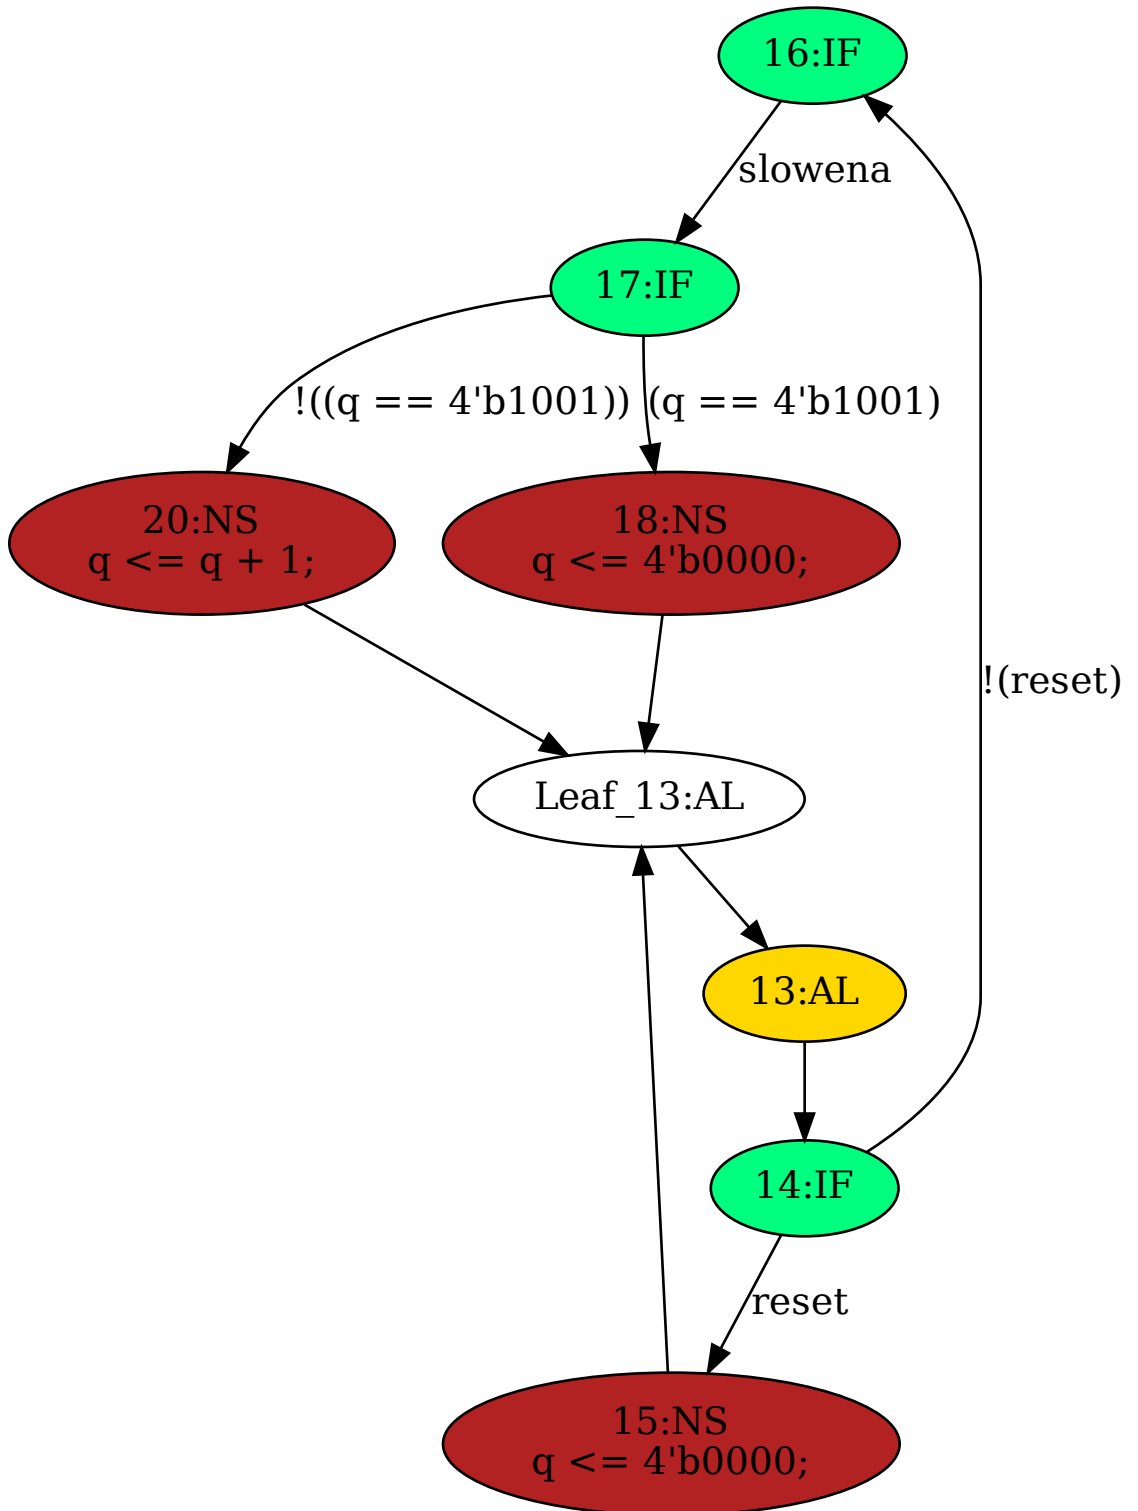 16:IF
slowena
17:IF
!((q == 4'b1001))
(q == 4'b1001)
20:NS
q <= q + 1;
18:NS
q <= 4'b0000;
!(reset)
Leaf_13:AL
13:AL
14:IF
reset
15:NS
q <= 4'b0000;